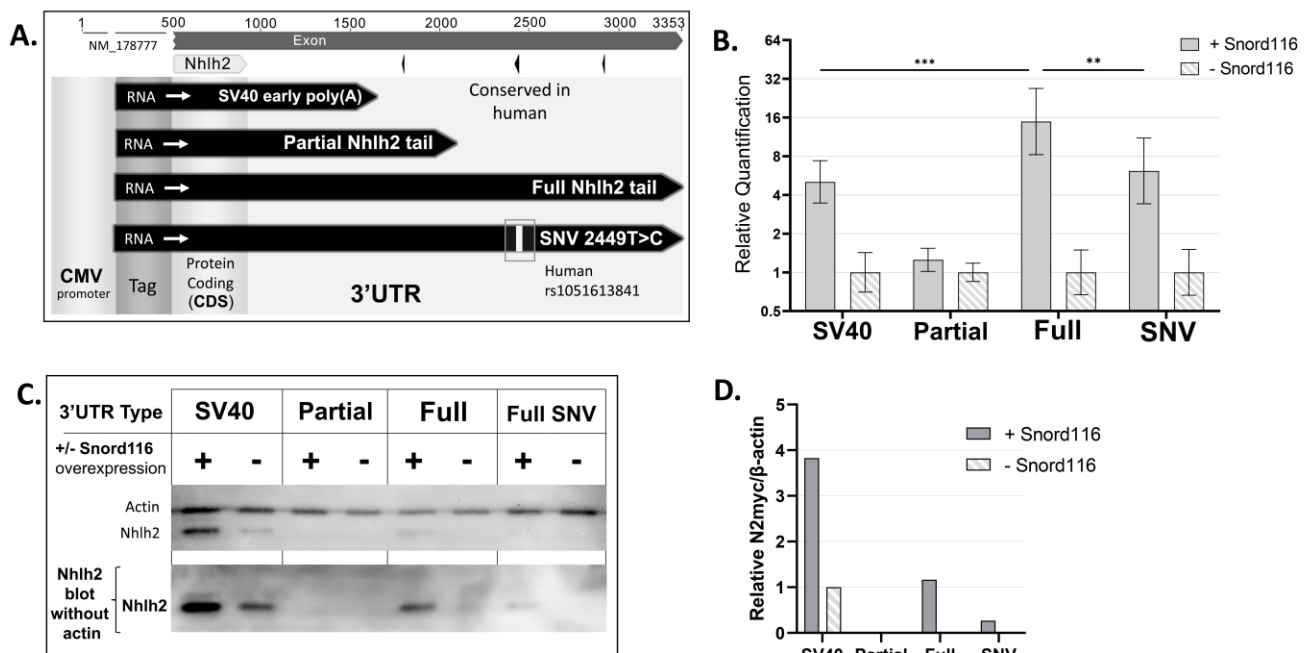 A.
1 500 1000 1500 2000 2500 3000 3353
NM_178777
Exon
Nhlh2
RNA SV40 early poly(A)
Conserved in
human
RNA Partial Nhlh2 tail
RNA Full Nhlh2 tail
RNA SNV 2449T>C
CMV
promoter
Tag
Protein
Coding
(CDS)
3'UTR
Human
rs1051613841
B.
Relative Quantification
64
32
16
8
4
2
1
0.5
*** **
+ Snord116
- Snord116
SV40 Partial Full SNV
C.
3'UTR Type SV40 Partial Full Full SNV
+/- Snord116
overexpression
+ - + - + - + -
Actin
Nhlh2
Nhlh2
blot
without
actin
Nhlh2
D.
Relative N2myc/β-actin
5
4
3
2
1
0
+ Snord116
- Snord116
SV40 Partial Full SNV